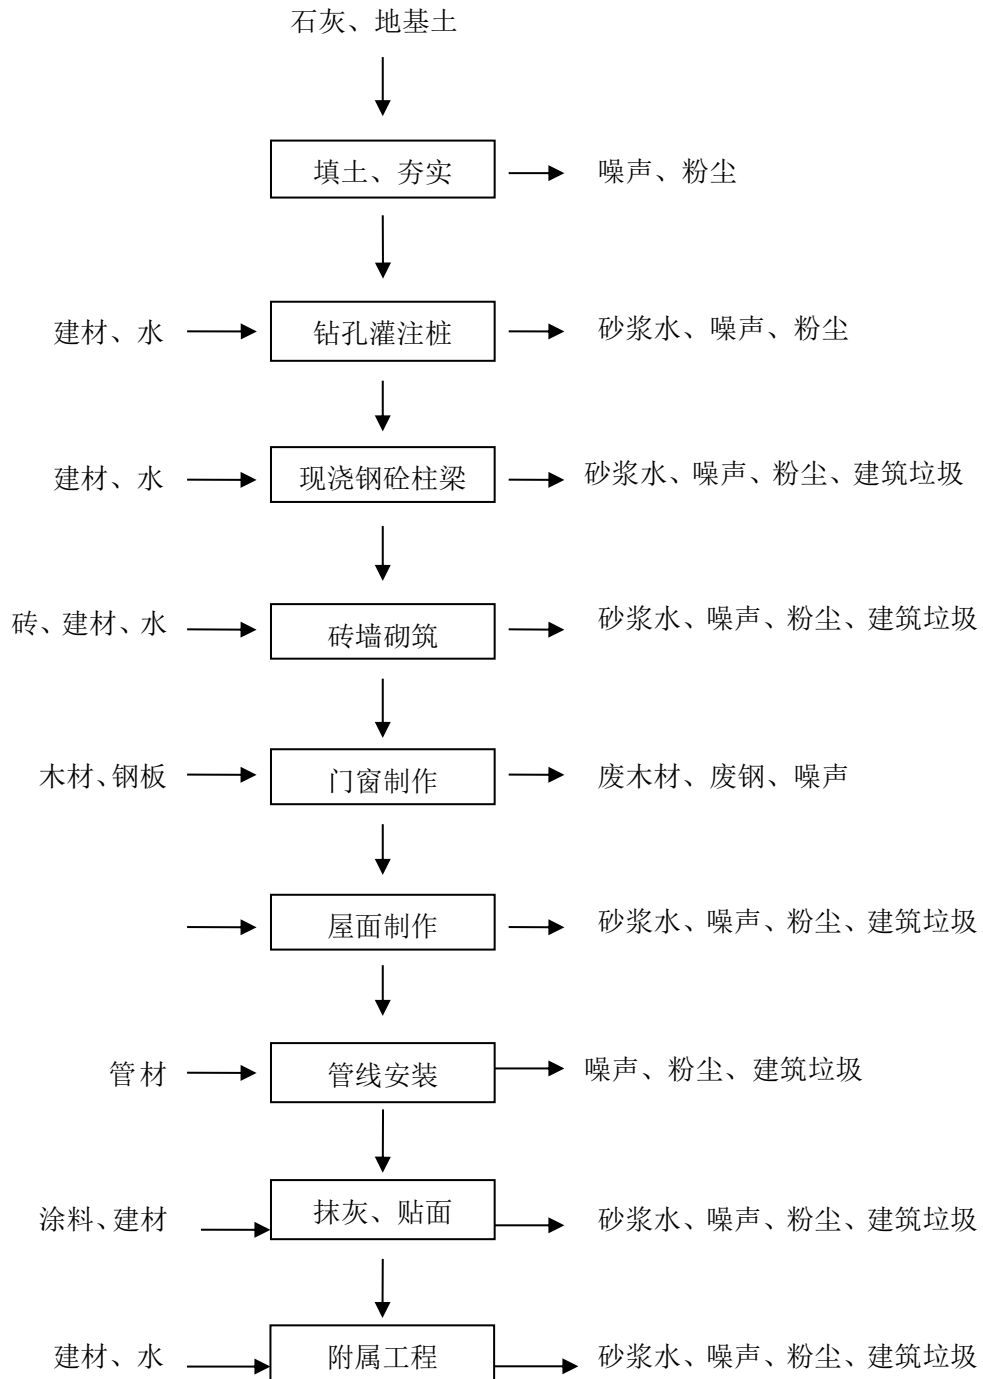 石灰、地基土
填土、夯实 噪声、粉尘
建材、水 钻孔灌注桩 砂浆水、噪声、粉尘
建材、水 现浇钢砼柱梁 砂浆水、噪声、粉尘、建筑垃圾
砖、建材、水 砖墙砌筑 砂浆水、噪声、粉尘、建筑垃圾
木材、钢板 门窗制作 废木材、废钢、噪声
屋面制作 砂浆水、噪声、粉尘、建筑垃圾
管材 管线安装 噪声、粉尘、建筑垃圾
涂料、建材 抹灰、贴面 砂浆水、噪声、粉尘、建筑垃圾
建材、水 附属工程 砂浆水、噪声、粉尘、建筑垃圾